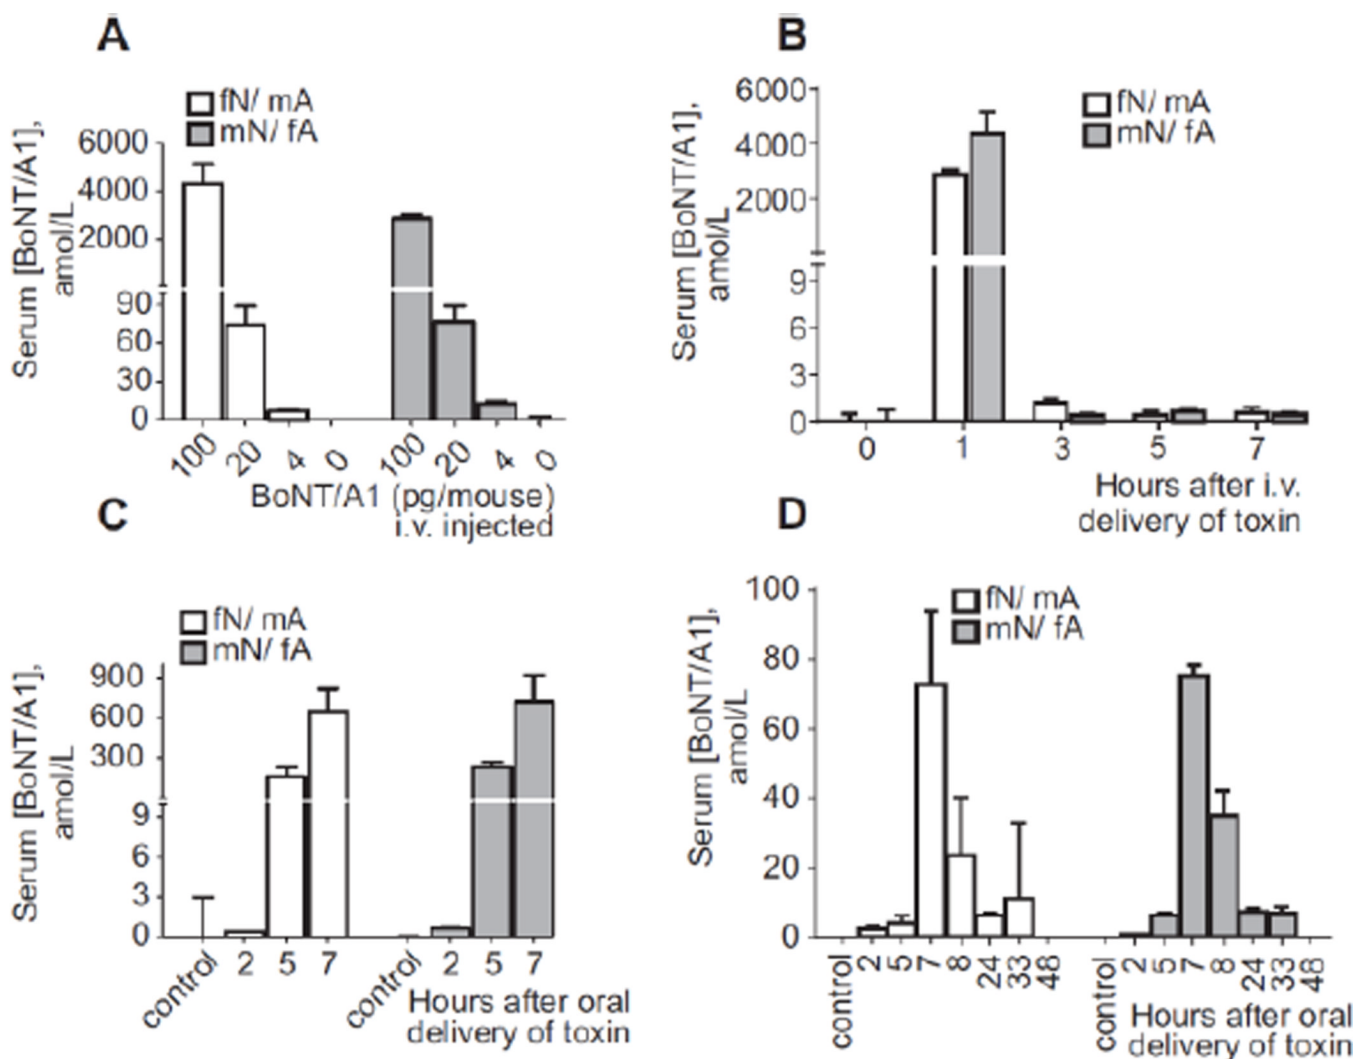 A
fN/ mA
mN/ fA
Serum [BoNT/A1],
amol/L
6000
4000
2000
90
60
30
0
100 20 4 0 100 20 4 0
BoNT/A1 (pg/mouse)
i.v. injected
B
fN/ mA
mN/ fA
Serum [BoNT/A1],
amol/L
6000
4000
2000
9
6
3
0
0 1 3 5 7
Hours after i.v.
delivery of toxin
C
fN/ mA
mN/ fA
Serum [BoNT/A1],
amol/L
900
600
300
9
6
3
0
control 2 5 7 control 2 5 7
Hours after oral
delivery of toxin
D
fN/ mA
mN/ fA
Serum [BoNT/A1],
amol/L
100
80
60
40
20
0
control 2 5 7 8 24 33 48 control 2 5 7 8 24 33 48
Hours after oral
delivery of toxin